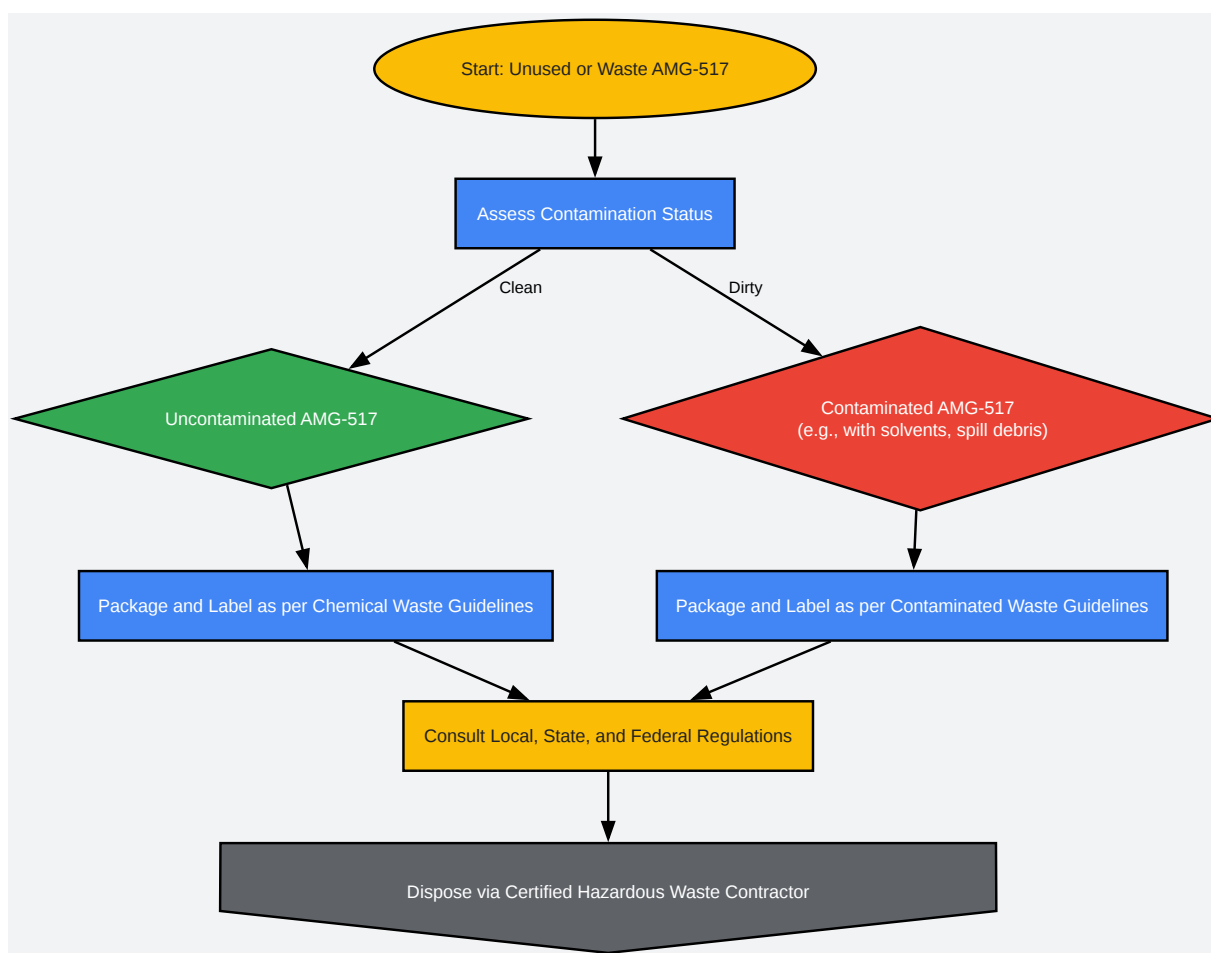 Start: Unused or Waste AMG-517
Assess Contamination Status
Clean
Dirty
Uncontaminated AMG-517
Contaminated AMG-517
(e.g., with solvents, spill debris)
Package and Label as per Chemical Waste Guidelines
Package and Label as per Contaminated Waste Guidelines
Consult Local, State, and Federal Regulations
Dispose via Certified Hazardous Waste Contractor